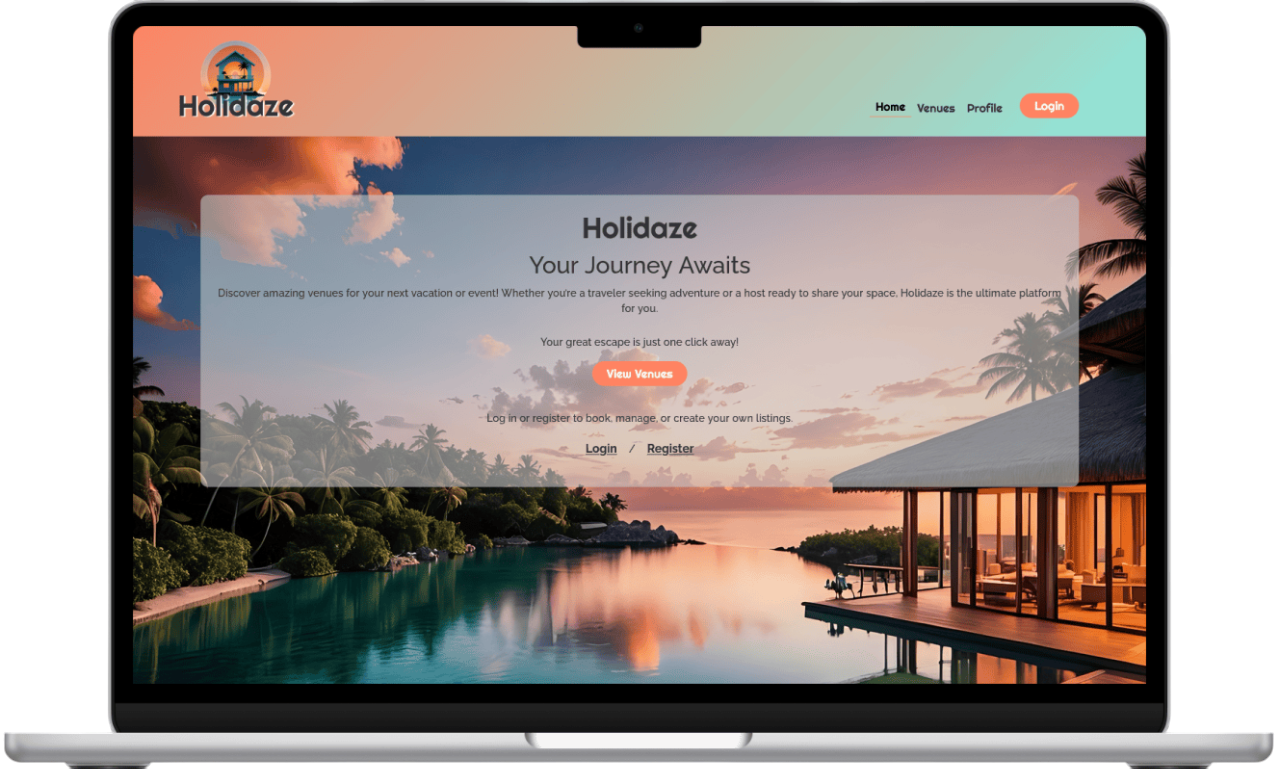 Holidaze
Home Venues Profile Login
Holidaze
Your Journey Awaits
Discover amazing venues for your next vacation or event! Whether you're a traveler seeking adventure or a host ready to share your space, Holidaze is the ultimate platform
for you.
Your great escape is just one click away!
View Venues
Log in or register to book, manage, or create your own listings.
Login / Register